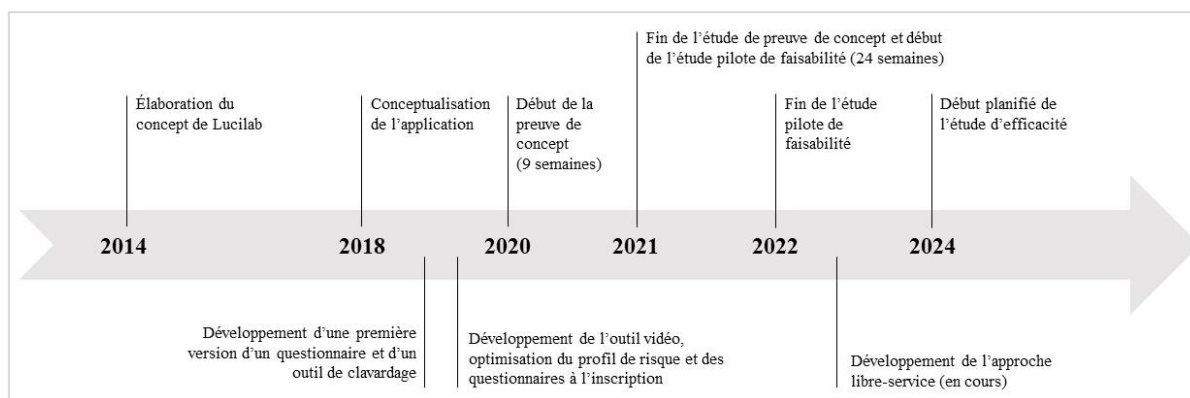 Fin de l’étude de preuve de concept et début
de l’étude pilote de faisabilité (24 semaines)
Élaboration du
concept de Lucilab
Conceptualisation
de l’application
Début de la
preuve de
concept
(9 semaines)
Fin de l’étude
pilote de
faisabilité
Début planifié de
l’étude d’efficacité
2014
2018
2020
2021
2022
2024
Développement d’une première
version d’un questionnaire et d’un
outil de clavardage
Développement de l’outil vidéo,
optimisation du profil de risque et des
questionnaires à l’inscription
Développement de l’approche
libre-service (en cours)